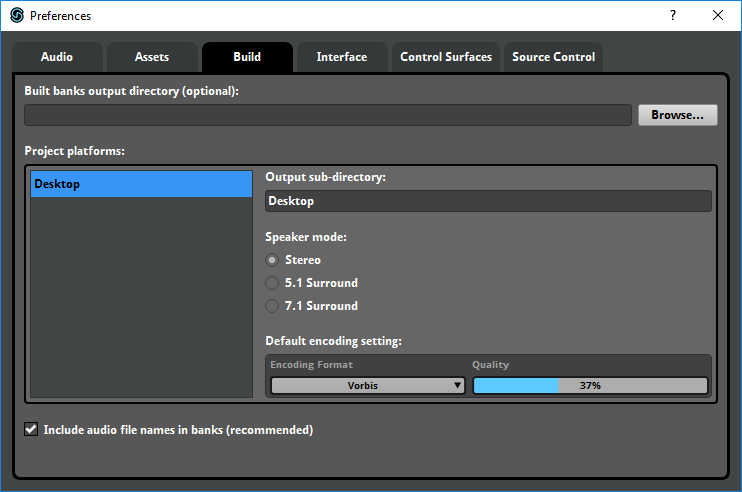 Preferences
?
Audio Assets Build Interface Control Surfaces Source Control
Built banks output directory (optional):
Browse...
Project platforms:
Desktop
Output sub-directory:
Desktop
Speaker mode:
Stereo
5.1 Surround
7.1 Surround
Default encoding setting:
Encoding Format Quality
Vorbis 37%
Include audio file names in banks (recommended)